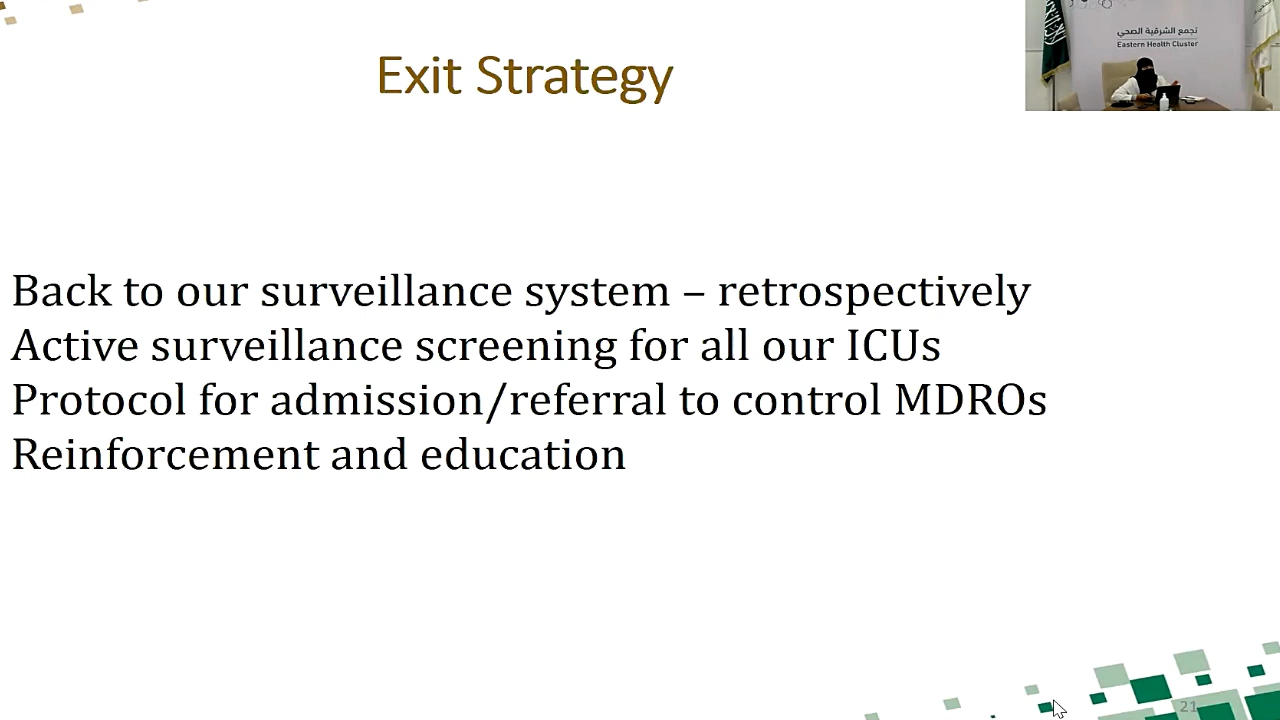 Exit Strategy
تجمع الشرقية الصحي
Eastern Health Cluster
Back to our surveillance system – retrospectively
Active surveillance screening for all our ICUs
Protocol for admission/referral to control MDROs
Reinforcement and education
21